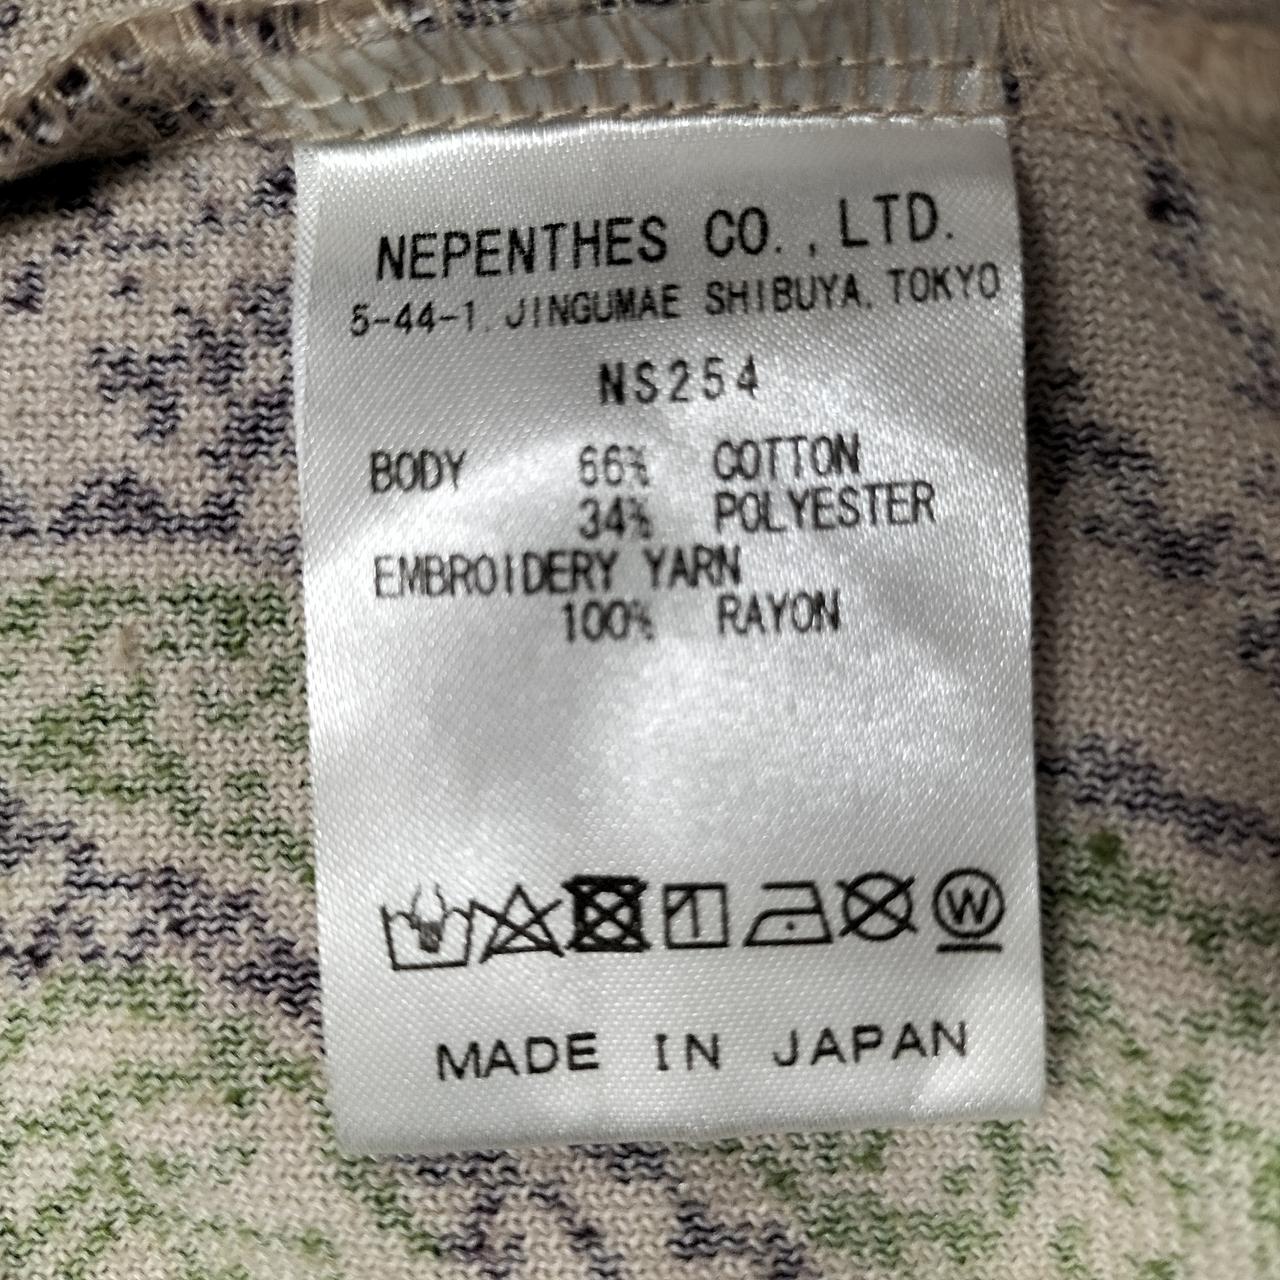 NEPENTHES CO., LTD.
5-44-1, JINGUMAE SHIBUYA, TOKYO
NS254
BODY 66% COTTON
34% POLYESTER
EMBROIDERY YARN
100% RAYON
W
MADE IN JAPAN